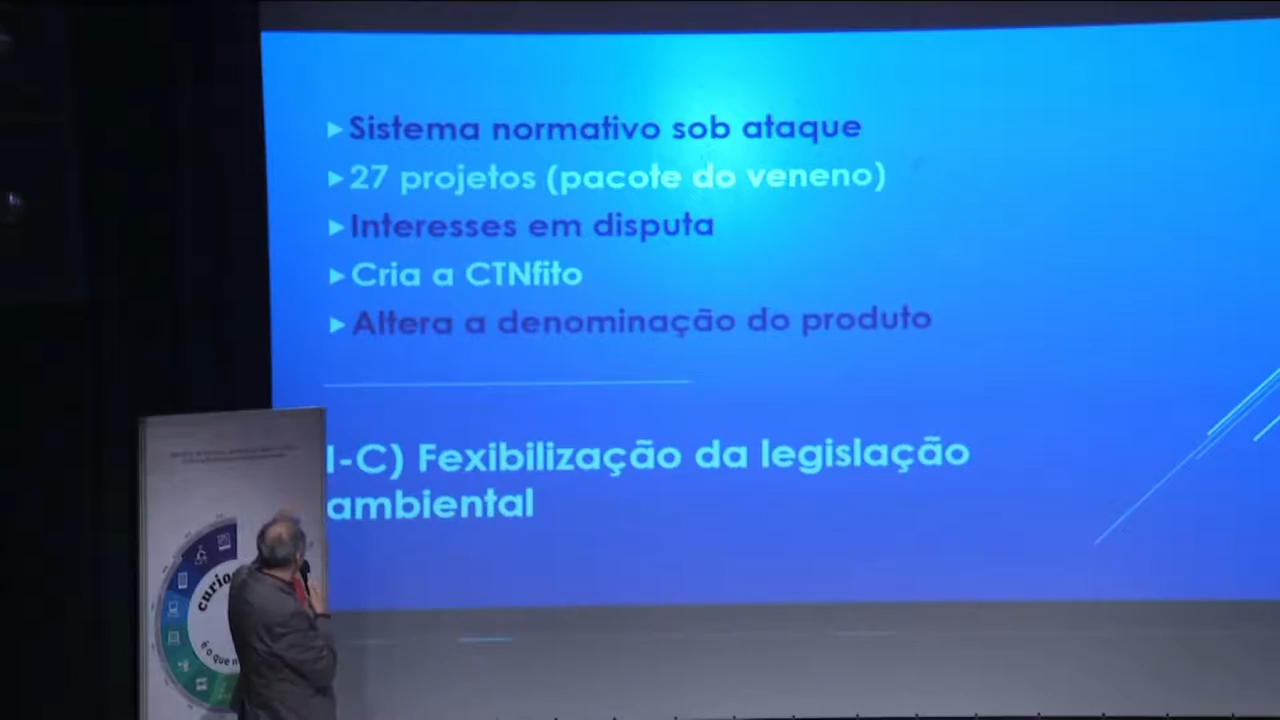 Sistema normativo sob ataque
27 projetos (pacote do veneno)
Interesses em disputa
Cria a CTNfito
Altera a denominação do produto
I-C) Fexibilização da legislação
ambiental
é o que